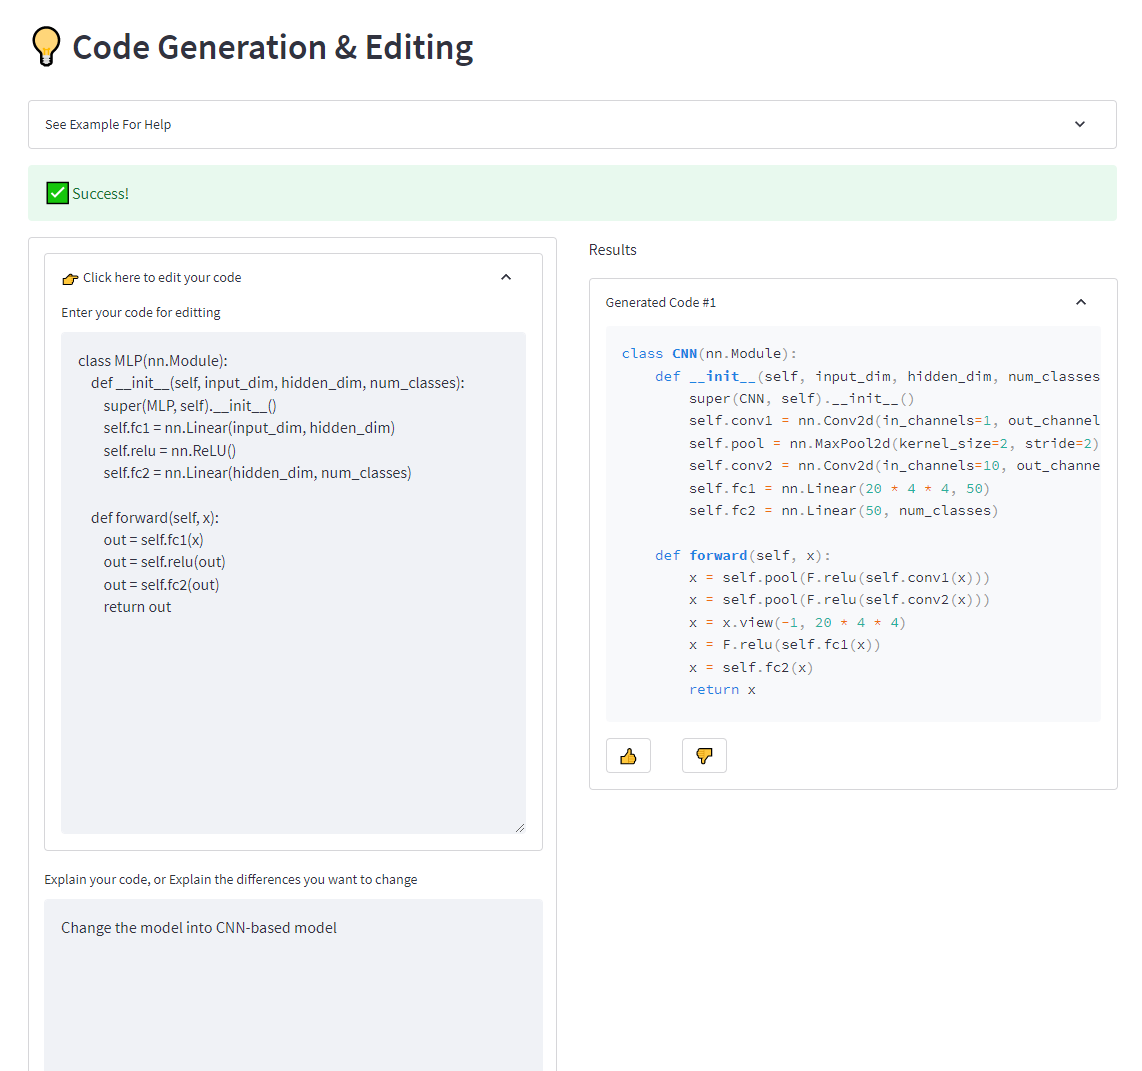 Code Generation & Editing
See Example For Help
Success!
Click here to edit your code
Enter your code for editting
class MLP(nn.Module):
    def __init__(self, input_dim, hidden_dim, num_classes):
        super(MLP, self).__init__()
        self.fc1 = nn.Linear(input_dim, hidden_dim)
        self.relu = nn.ReLU()
        self.fc2 = nn.Linear(hidden_dim, num_classes)

    def forward(self, x):
        out = self.fc1(x)
        out = self.relu(out)
        out = self.fc2(out)
        return out
Explain your code, or Explain the differences you want to change
Change the model into CNN-based model
Results
Generated Code #1
class CNN(nn.Module):
    def __init__(self, input_dim, hidden_dim, num_classes
        super(CNN, self).__init__()
        self.conv1 = nn.Conv2d(in_channels=1, out_channel
        self.pool = nn.MaxPool2d(kernel_size=2, stride=2)
        self.conv2 = nn.Conv2d(in_channels=10, out_channe
        self.fc1 = nn.Linear(20 * 4 * 4, 50)
        self.fc2 = nn.Linear(50, num_classes)

    def forward(self, x):
        x = self.pool(F.relu(self.conv1(x)))
        x = self.pool(F.relu(self.conv2(x)))
        x = x.view(-1, 20 * 4 * 4)
        x = F.relu(self.fc1(x))
        x = self.fc2(x)
        return x